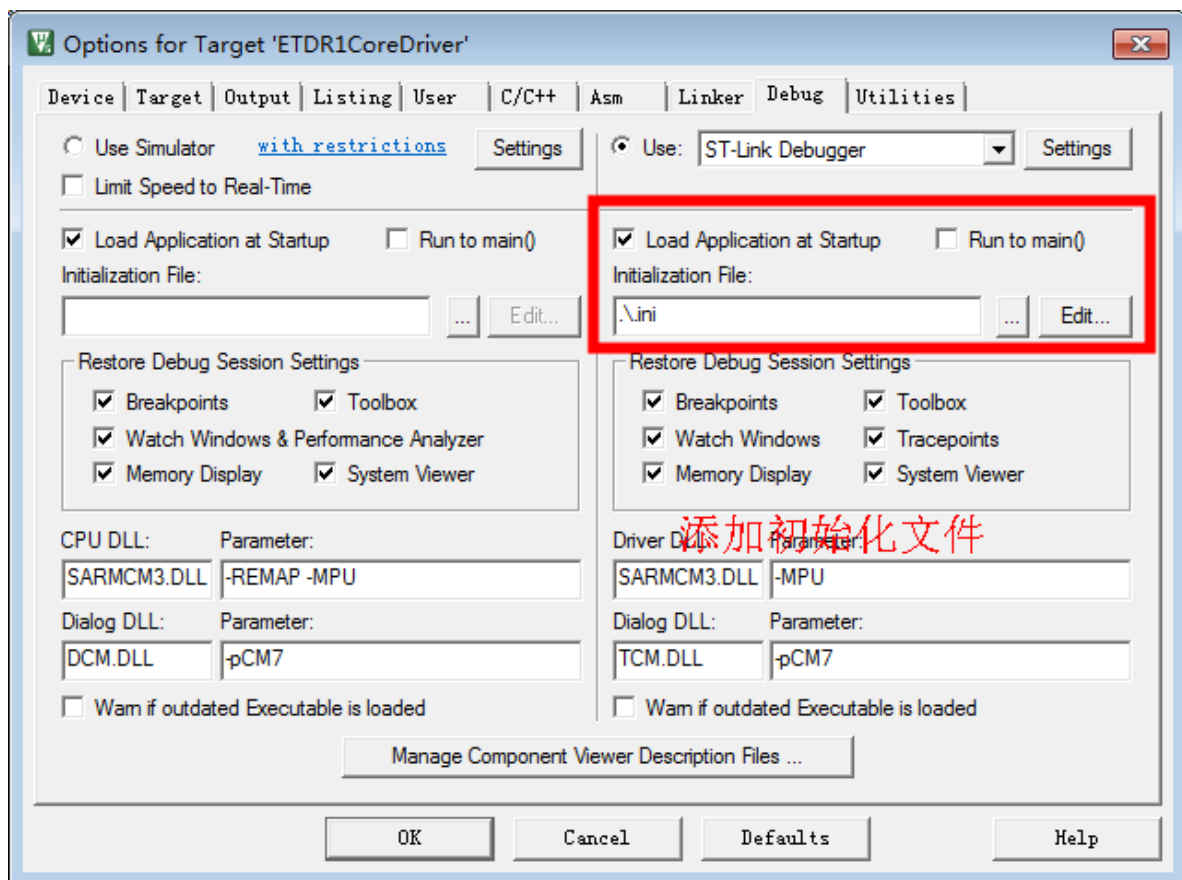 Options for Target 'ETDR1CoreDriver'
Device Target Output Listing User C/C++ Asm Linker Debug Utilities
Use Simulator with restrictions Settings
Limit Speed to Real-Time
Use: ST-Link Debugger Settings
Load Application at Startup Run to main()
Initialization File:
... Edit...
Load Application at Startup Run to main()
Initialization File:
.\.ini ... Edit...
Restore Debug Session Settings
Breakpoints Toolbox
Watch Windows & Performance Analyzer
Memory Display System Viewer
Restore Debug Session Settings
Breakpoints Toolbox
Watch Windows Tracepoints
Memory Display System Viewer
添加初始化文件
CPU DLL: Parameter:
SARMCM3.DLL -REMAP -MPU
Dialog DLL: Parameter:
DCM.DLL -pCM7
Warn if outdated Executable is loaded
Driver DLL: Parameter:
SARMCM3.DLL -MPU
Dialog DLL: Parameter:
TCM.DLL -pCM7
Warn if outdated Executable is loaded
Manage Component Viewer Description Files ...
OK Cancel Defaults Help